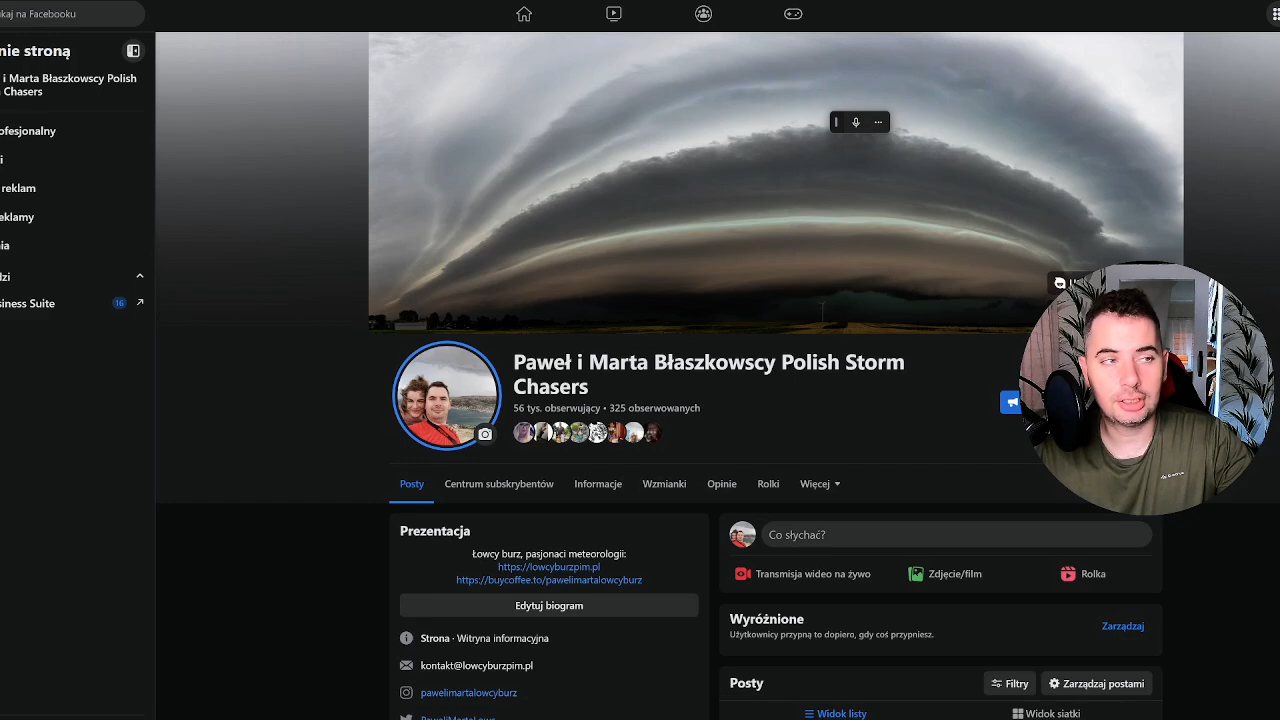 kaj na Facebooku
nie stroną
i Marta Błaszkowscy Polish
Chasers
ofesjonalny
i
reklam
eklamy
nia
dzi
siness Suite
16
Paweł i Marta Błaszkowscy Polish Storm
Chasers
56 tys. obserwujący • 325 obserwowanych
Posty
Centrum subskrybentów
Informacje
Wzmianki
Opinie
Rolki
Więcej
Prezentacja
Łowcy burz, pasjonaci meteorologii:
https://lowcyburzpim.pl
https://buycoffee.to/pawelimartalowcyburz
Edytuj biogram
Strona · Witryna informacyjna
kontakt@lowcyburzpim.pl
pawelimartalowcyburz
Co słychać?
Transmisja wideo na żywo
Zdjęcie/film
Rolka
Wyróżnione
Zarządzaj
Użytkownicy przypną to dopiero, gdy coś przypniesz.
Posty
Filtry
Zarządzaj postami
Widok listy
Widok siatki